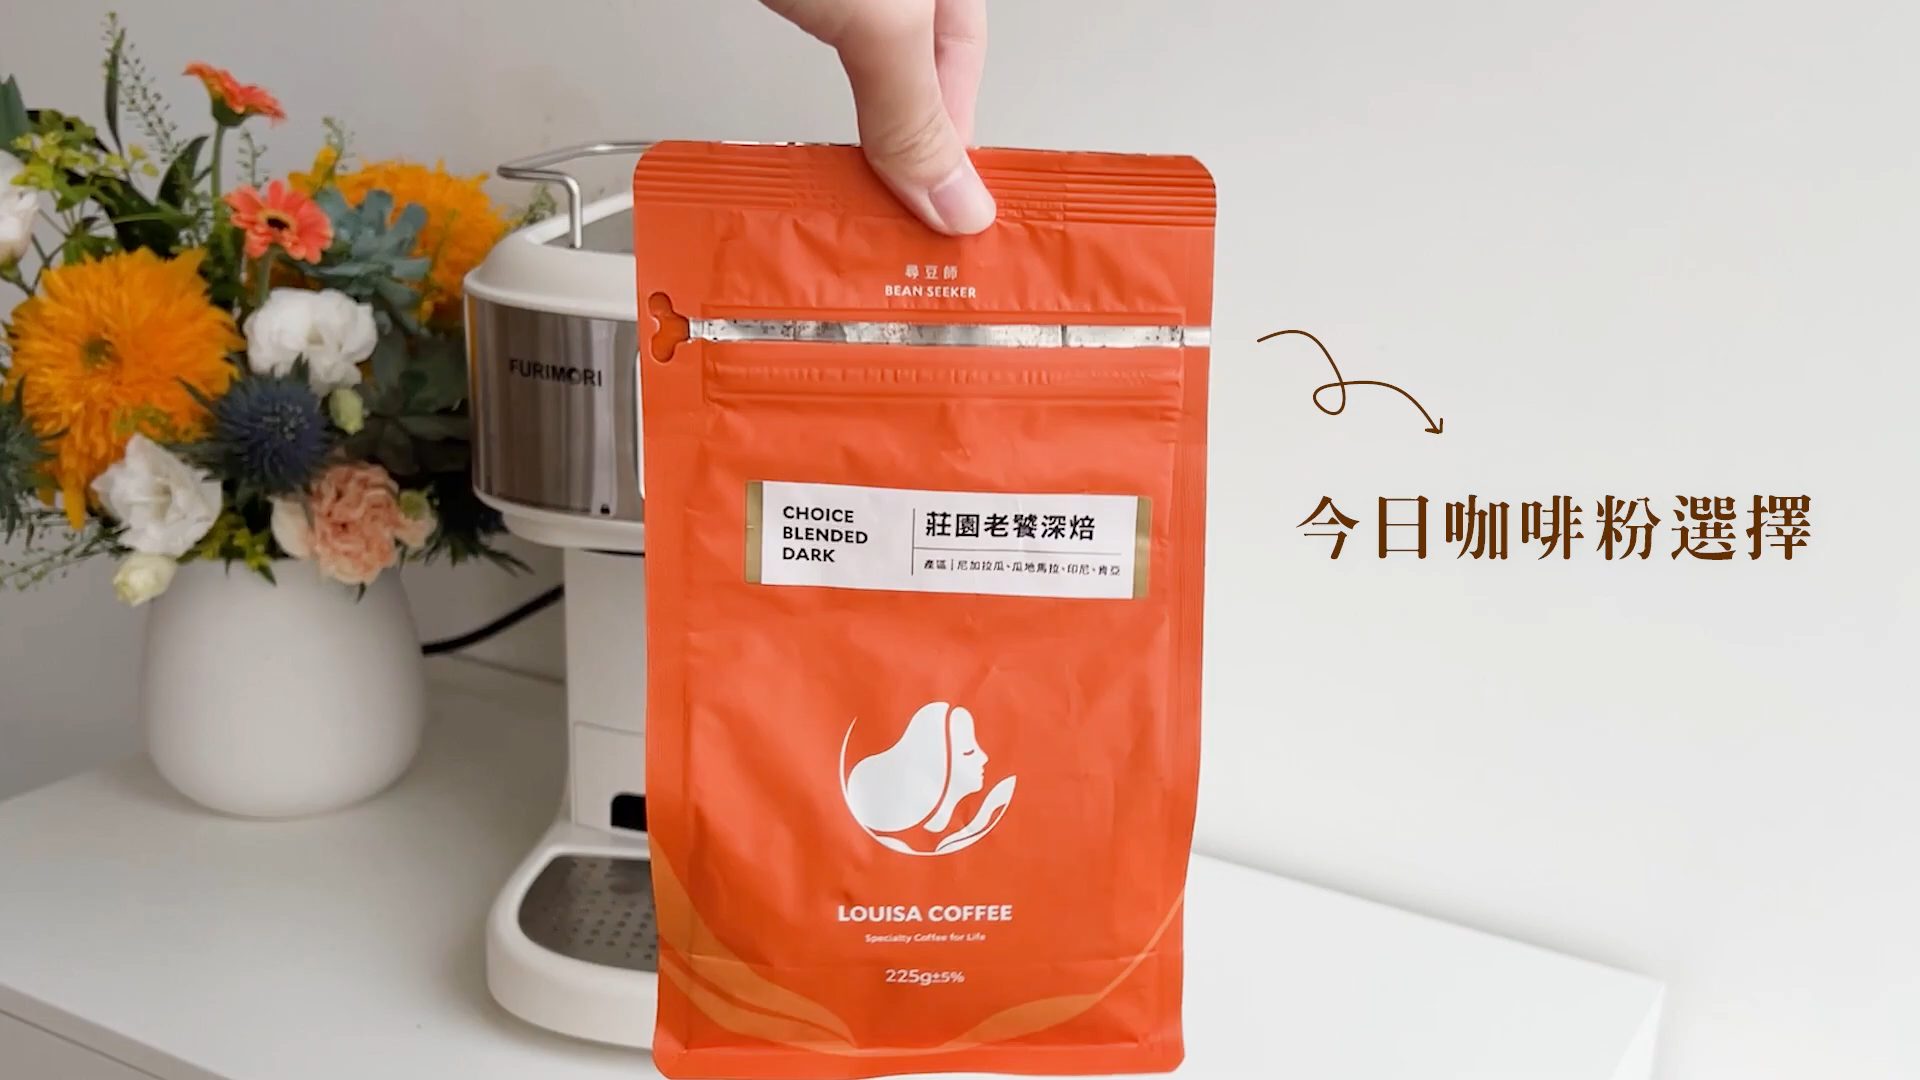 尋豆師
BEAN SEEKER
FURIMORI
CHOICE
BLENDED
DARK
莊園老饕深焙
產區|尼加拉瓜、瓜地馬拉、印尼、肯亞
今日咖啡粉選擇
LOUISA COFFEE
Specialty Coffee for Life
225g±5%